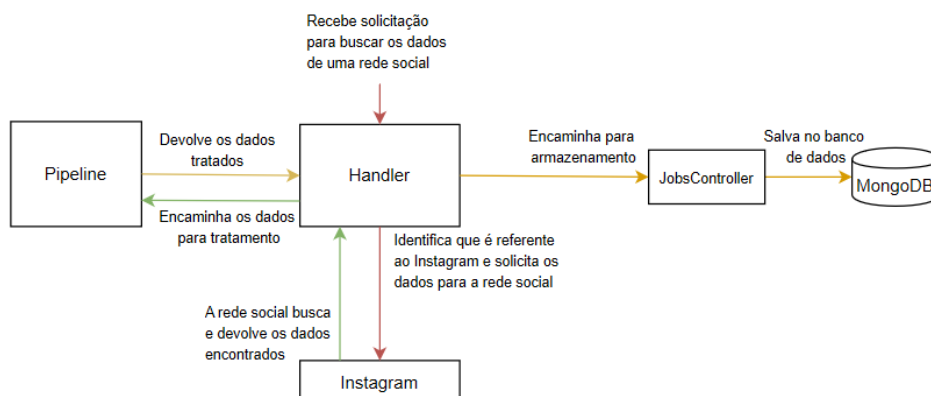 Recebe solicitação
para buscar os dados
de uma rede social
Devolve os dados
tratados
Pipeline
Handler
Encaminha para
armazenamento
Salva no banco
de dados
JobsController
MongoDB
Encaminha os dados
para tratamento
Identifica que é referente
ao Instagram e solicita os
dados para a rede social
A rede social busca
e devolve os dados
encontrados
Instagram